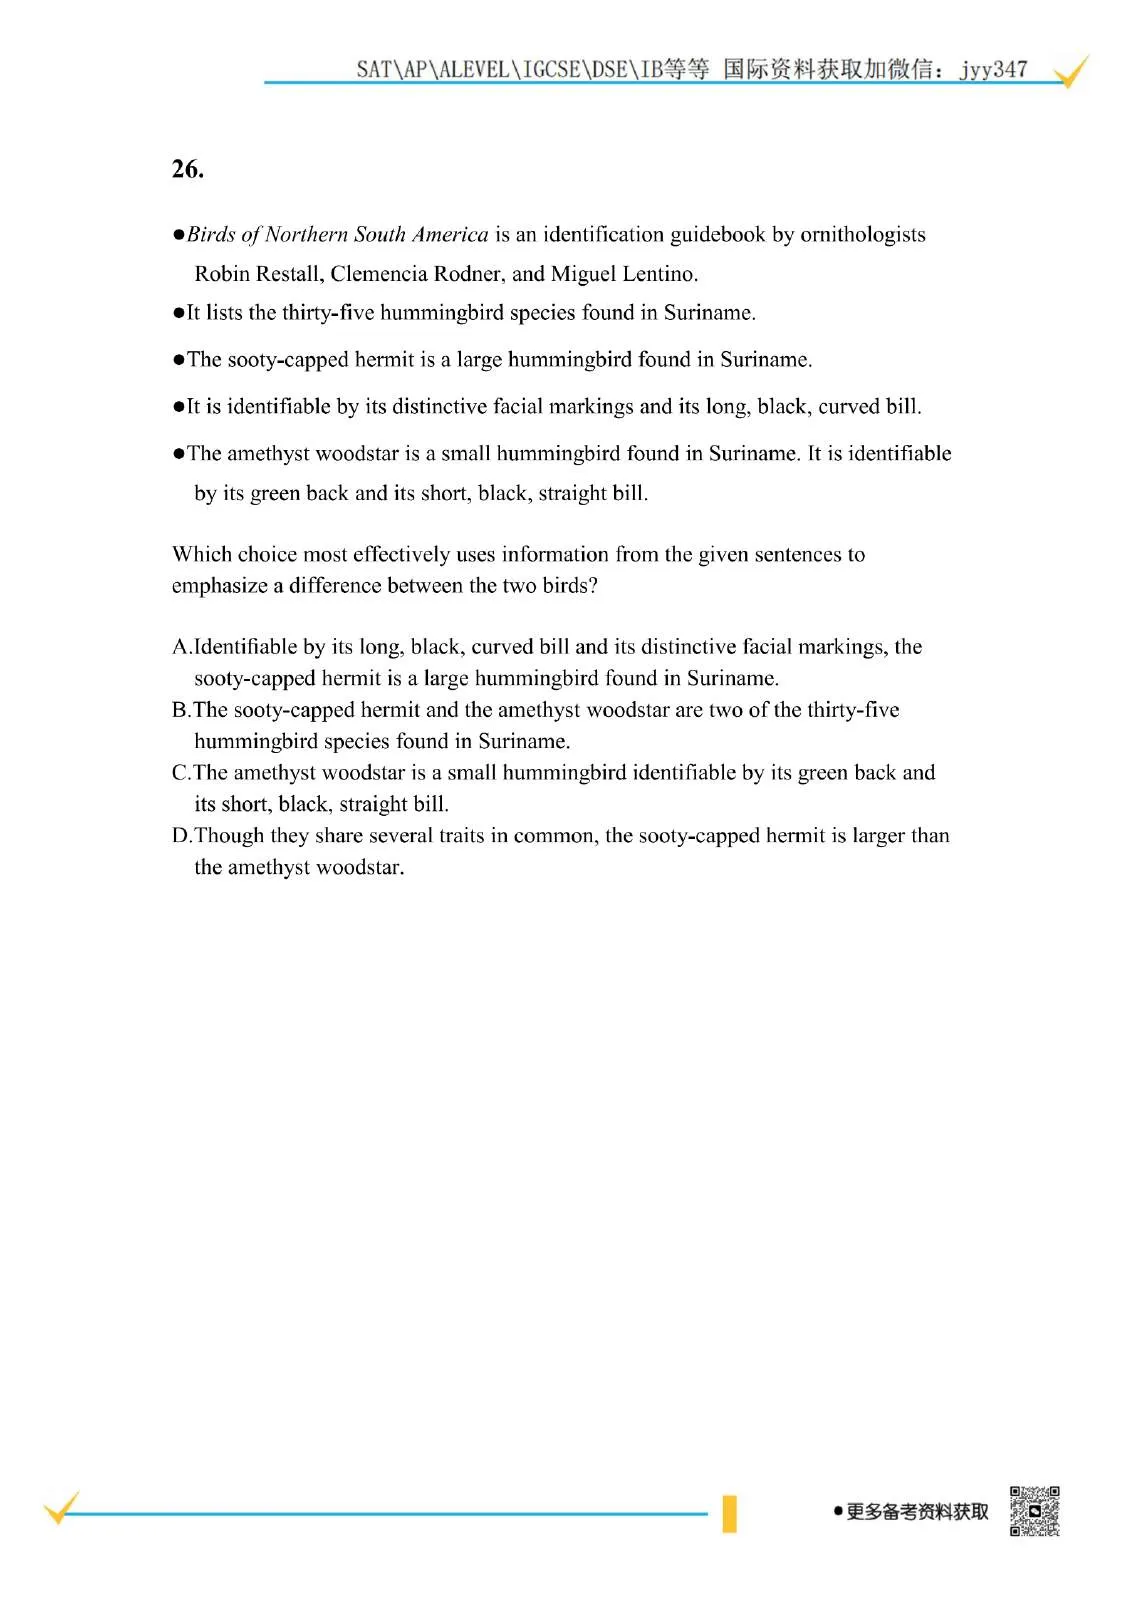 SAT\AP\ALEVEL\IGCSE\DSE\IB等等 国际资料获取加微信：jyy347
26.
●Birds of Northern South America is an identification guidebook by ornithologists
Robin Restall, Clemencia Rodner, and Miguel Lentino.
●It lists the thirty-five hummingbird species found in Suriname.
●The sooty-capped hermit is a large hummingbird found in Suriname.
●It is identifiable by its distinctive facial markings and its long, black, curved bill.
●The amethyst woodstar is a small hummingbird found in Suriname. It is identifiable
by its green back and its short, black, straight bill.
Which choice most effectively uses information from the given sentences to
emphasize a difference between the two birds?
A.Identifiable by its long, black, curved bill and its distinctive facial markings, the
sooty-capped hermit is a large hummingbird found in Suriname.
B.The sooty-capped hermit and the amethyst woodstar are two of the thirty-five
hummingbird species found in Suriname.
C.The amethyst woodstar is a small hummingbird identifiable by its green back and
its short, black, straight bill.
D.Though they share several traits in common, the sooty-capped hermit is larger than
the amethyst woodstar.
●更多备考资料获取